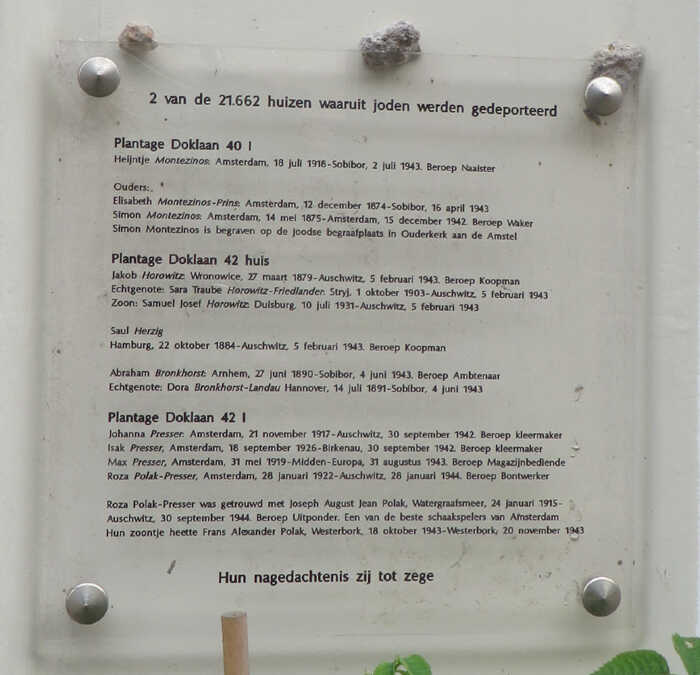 2 van de 21.662 huizen waaruit joden werden gedeporteerd
Plantage Doklaan 40 I
Heijntje Montezinos: Amsterdam, 18 juli 1918-Sobibor, 2 juli 1943. Beroep Naaister
Ouders:
Elisabeth Montezinos-Prins: Amsterdam, 12 december 1874-Sobibor, 16 april 1943
Simon Montezinos: Amsterdam, 14 mei 1875-Amsterdam, 15 december 1942. Beroep Waker
Simon Montezinos is begraven op de Joodse begraafplaats in Ouderkerk aan de Amstel
Plantage Doklaan 42 huis
Jakob Horowitz: Wronowice, 27 maart 1879-Auschwitz, 5 februari 1943. Beroep Koopman
Echtgenote: Sara Traube Horowitz-Friedlander: Stryj, 1 oktober 1903-Auschwitz, 5 februari 1943
Zoon: Samuel Josef Horowitz: Duisburg, 10 juli 1931-Auschwitz, 5 februari 1943
Saul Herzig
Hamburg, 22 oktober 1884-Auschwitz, 5 februari 1943. Beroep Koopman
Abraham Bronkhorst: Arnhem, 27 juni 1890-Sobibor, 4 juni 1943. Beroep Ambtenaar
Echtgenote: Dora Bronkhorst-Landau Hannover, 14 juli 1891-Sobibor, 4 juni 1943
Plantage Doklaan 42 I
Johanna Presser: Amsterdam, 21 november 1917-Auschwitz, 30 september 1942. Beroep kleermaker
Isak Presser, Amsterdam, 18 september 1926-Birkenau, 30 september 1942. Beroep kleermaker
Max Presser, Amsterdam, 31 mei 1919-Midden-Europa, 31 augustus 1943. Beroep Magazijnbediende
Roza Polak-Presser, Amsterdam, 28 januari 1922-Auschwitz, 28 januari 1944. Beroep Bontwerker
Roza Polak-Presser was getrouwd met Joseph August Jean Polak, Watergraafsmeer, 24 januari 1915-
Auschwitz, 30 september 1944. Beroep Uitponder. Een van de beste schaakspelers van Amsterdam
Hun zoontje heette Frans Alexander Polak, Westerbork, 18 oktober 1943-Westerbork, 20 november 1943
Hun nagedachtenis zij tot zege